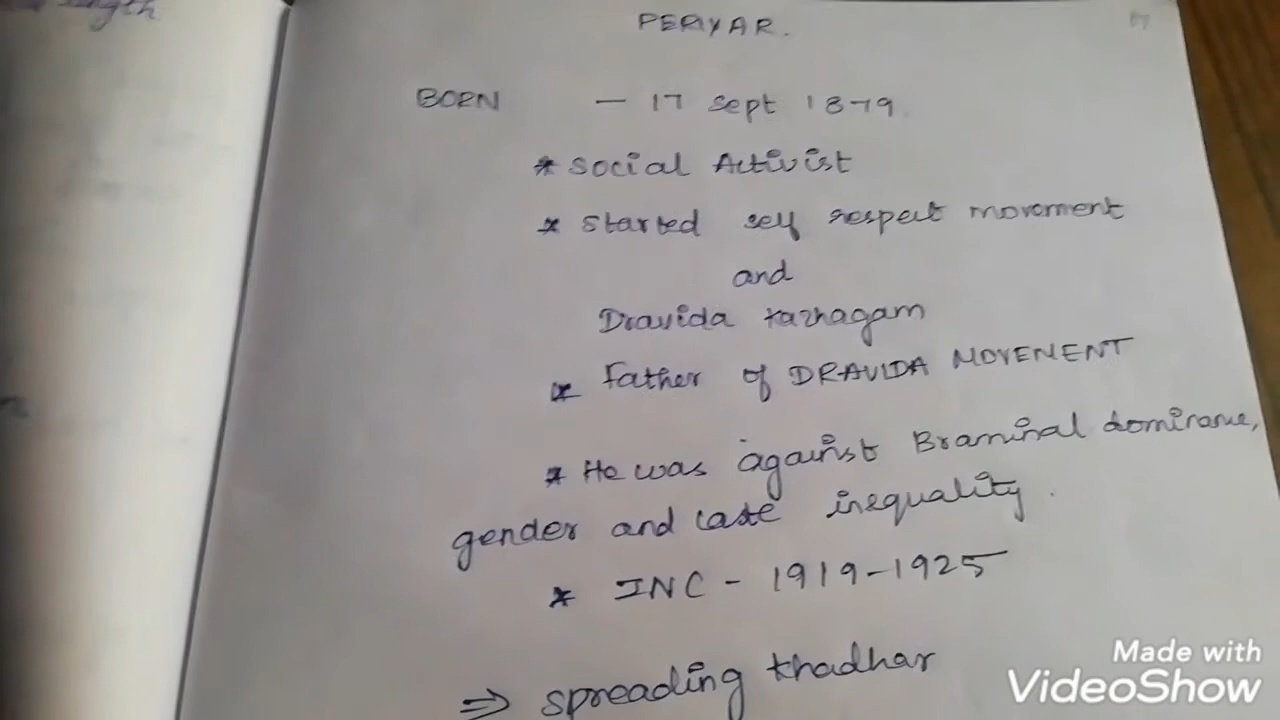 length
PERIYAR.
BORN - 17 Sept 1879.
* Social Activist
* Started self respect movement
and
Dravida kazhagam
* Father of DRAVIDA MOVEMENT
* He was against Braminal dominance,
gender and caste inequality.
* INC - 1919-1925
⇒ spreading khadhar
Made with
VideoShow